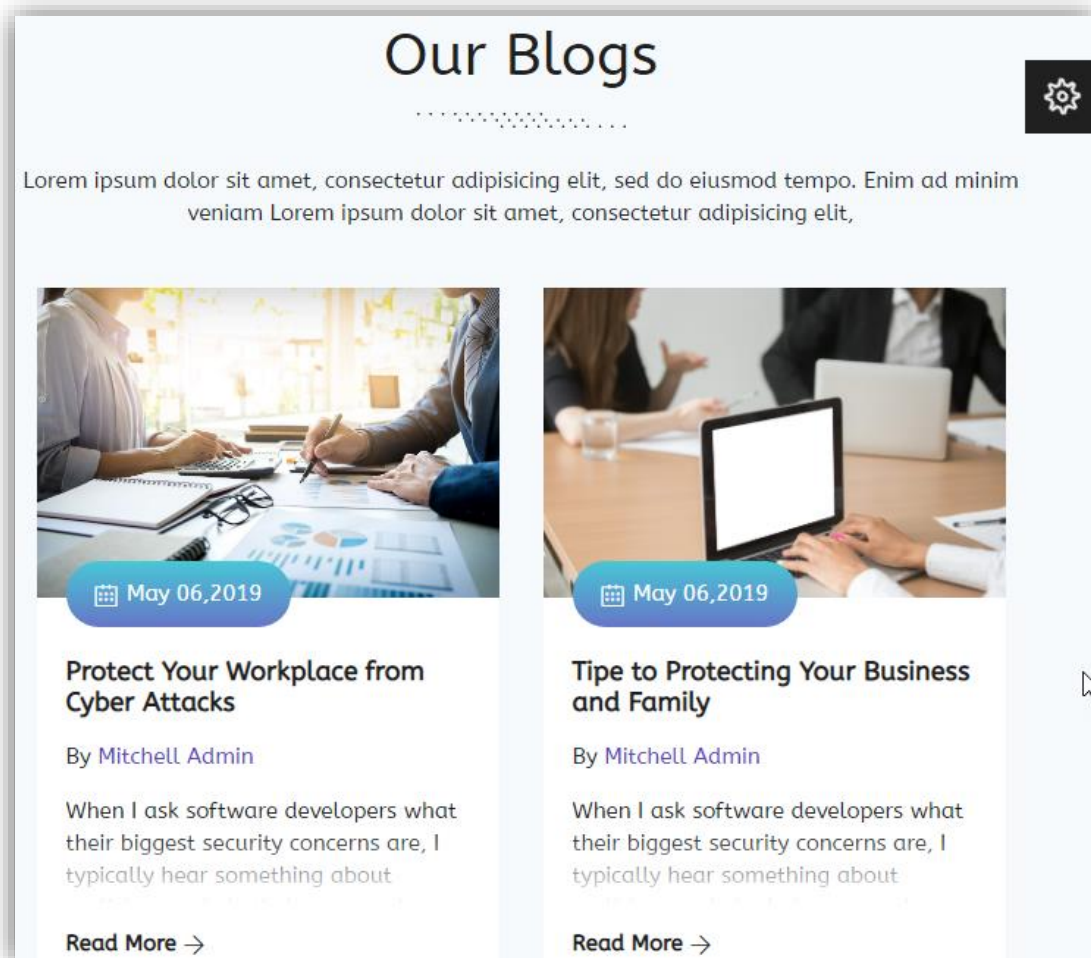 Our Blogs
Lorem ipsum dolor sit amet, consectetur adipisicing elit, sed do eiusmod tempo. Enim ad minim
veniam Lorem ipsum dolor sit amet, consectetur adipisicing elit,
May 06,2019
Protect Your Workplace from
Cyber Attacks
By Mitchell Admin
When I ask software developers what
their biggest security concerns are, I
typically hear something about
Read More →
May 06,2019
Tipe to Protecting Your Business
and Family
By Mitchell Admin
When I ask software developers what
their biggest security concerns are, I
typically hear something about
Read More →